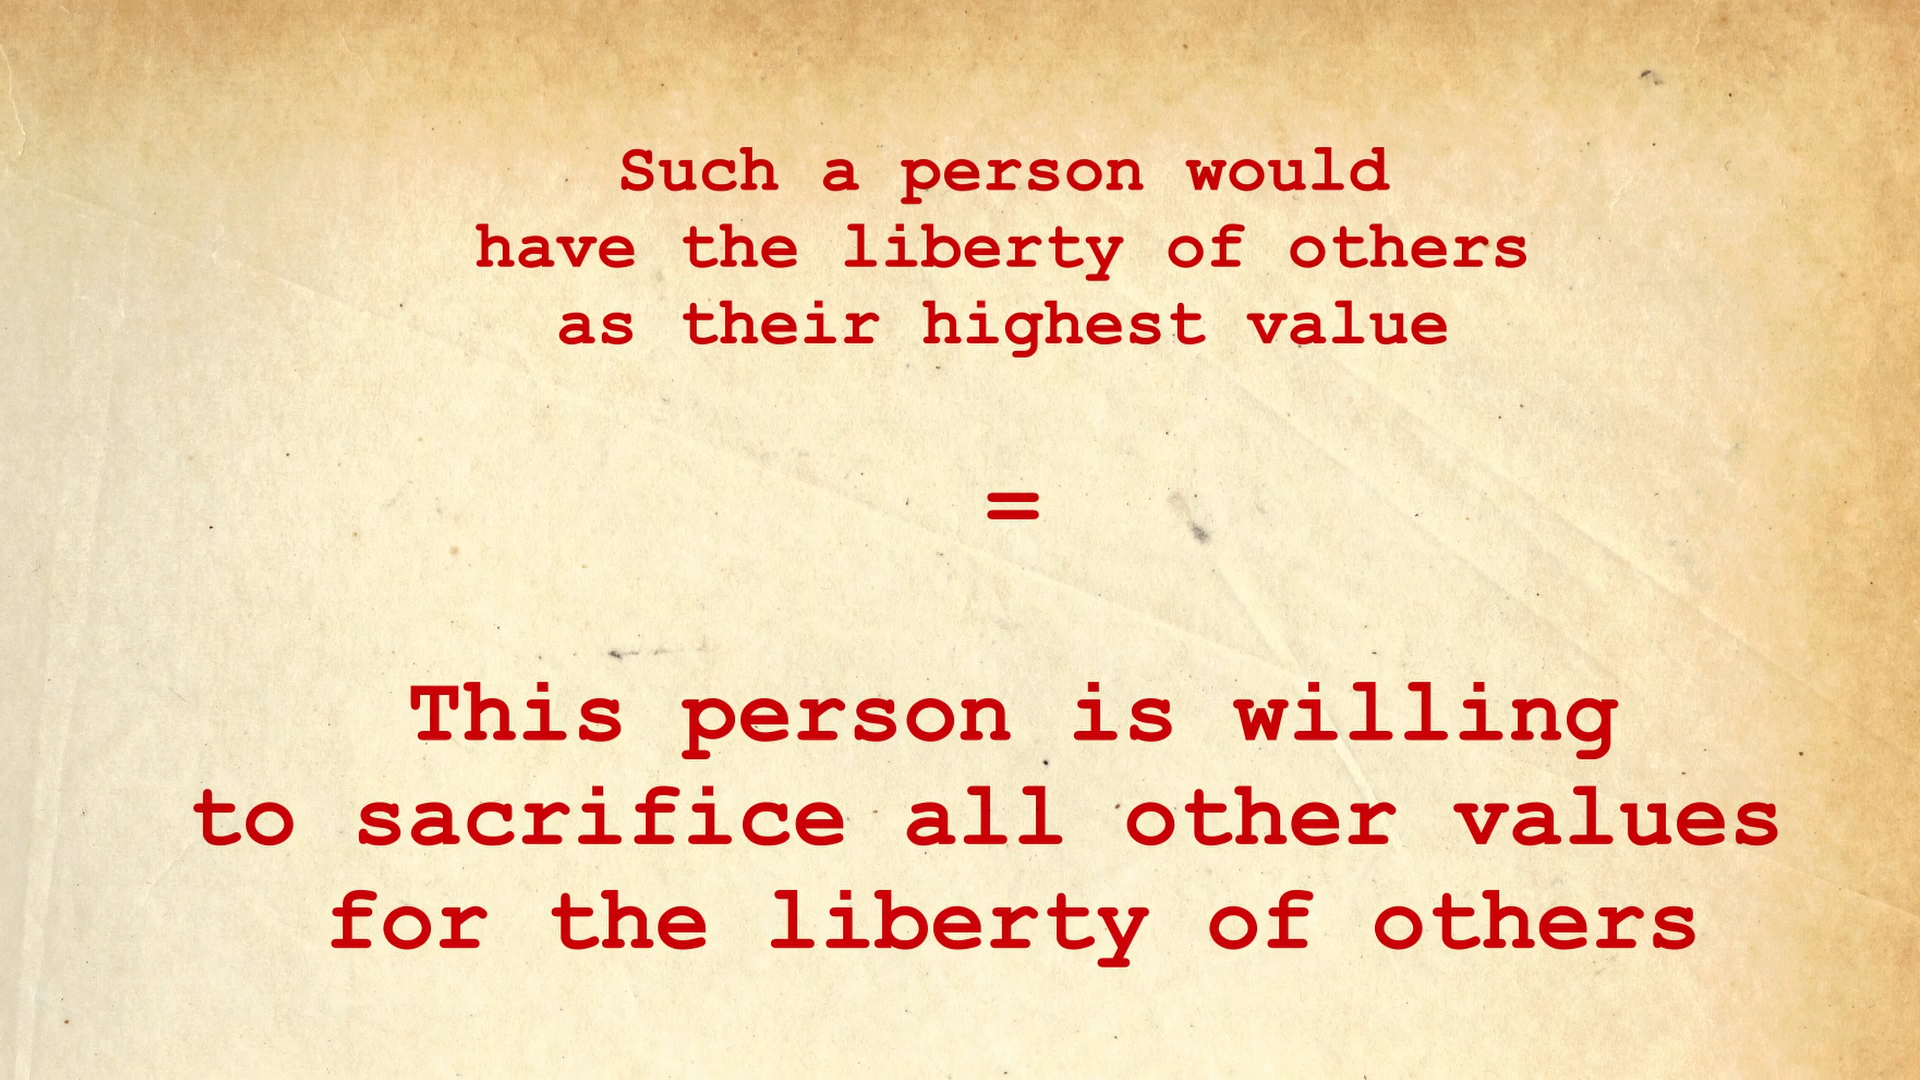 Such a person would
have the liberty of others
as their highest value
=
This person is willing
to sacrifice all other values
for the liberty of others